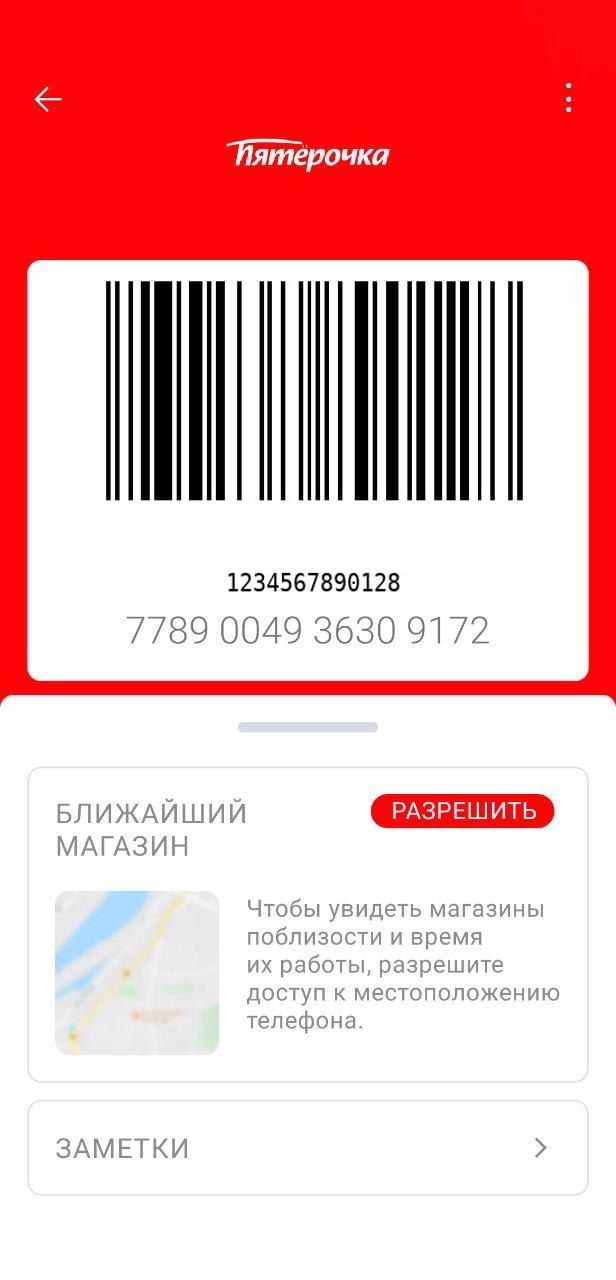 Пятёрочка
1234567890128
7789 0049 3630 9172
БЛИЖАЙШИЙ
МАГАЗИН
РАЗРЕШИТЬ
Чтобы увидеть магазины
поблизости и время
их работы, разрешите
доступ к местоположению
телефона.
ЗАМЕТКИ